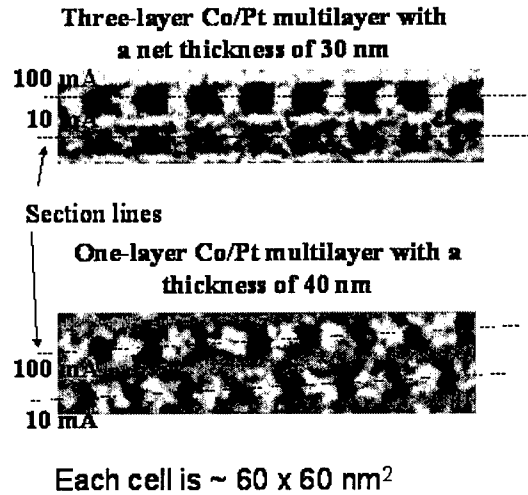 Three-layer Co/Pt multilayer with
a net thickness of 30 nm
100 mA
10 mA
Section lines
One-layer Co/Pt multilayer with a
thickness of 40 nm
100 mA
10 mA
Each cell is ~ 60 x 60 nm²